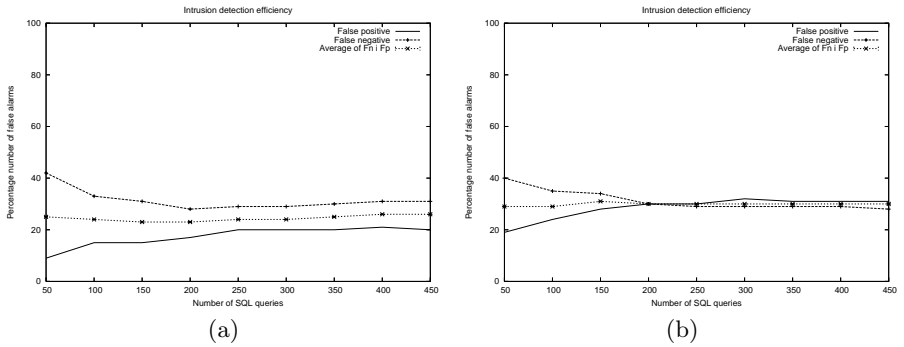 Intrusion detection efficiency
100
80
60
40
20
0
Percentage number of false alarms
False positive
False negative
Average of Fn i Fp
50 100 150 200 250 300 350 400 450
Number of SQL queries
(a)
Intrusion detection efficiency
100
80
60
40
20
0
Percentage number of false alarms
False positive
False negative
Average of Fn i Fp
50 100 150 200 250 300 350 400 450
Number of SQL queries
(b)